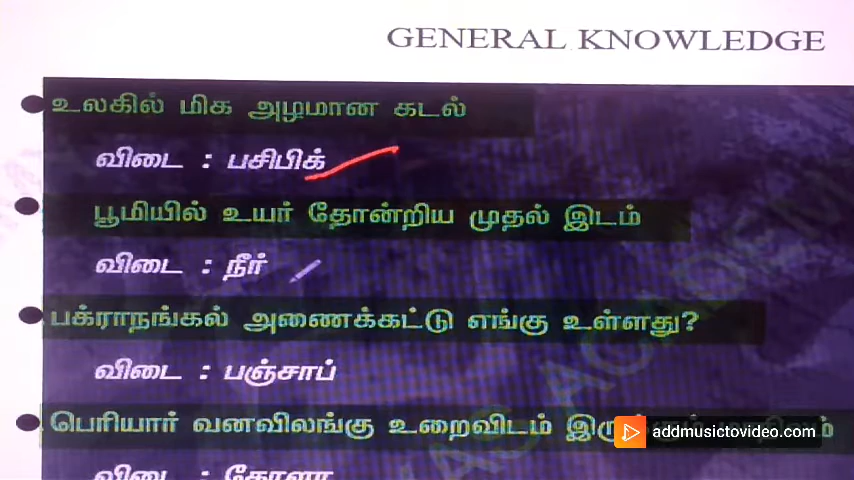 GENERAL KNOWLEDGE
உலகில் மிக அழமான கடல்
விடை : பசிபிக்
பூமியில் உயர் தோன்றிய முதல் இடம்
விடை : நீர்
பக்ராநங்கல் அணைக்கட்டு எங்கு உள்ளது?
விடை : பஞ்சாப்
பெரியார் வனவிலங்கு உறைவிடம்
addmusictovideo.com
விடை : கேரளா